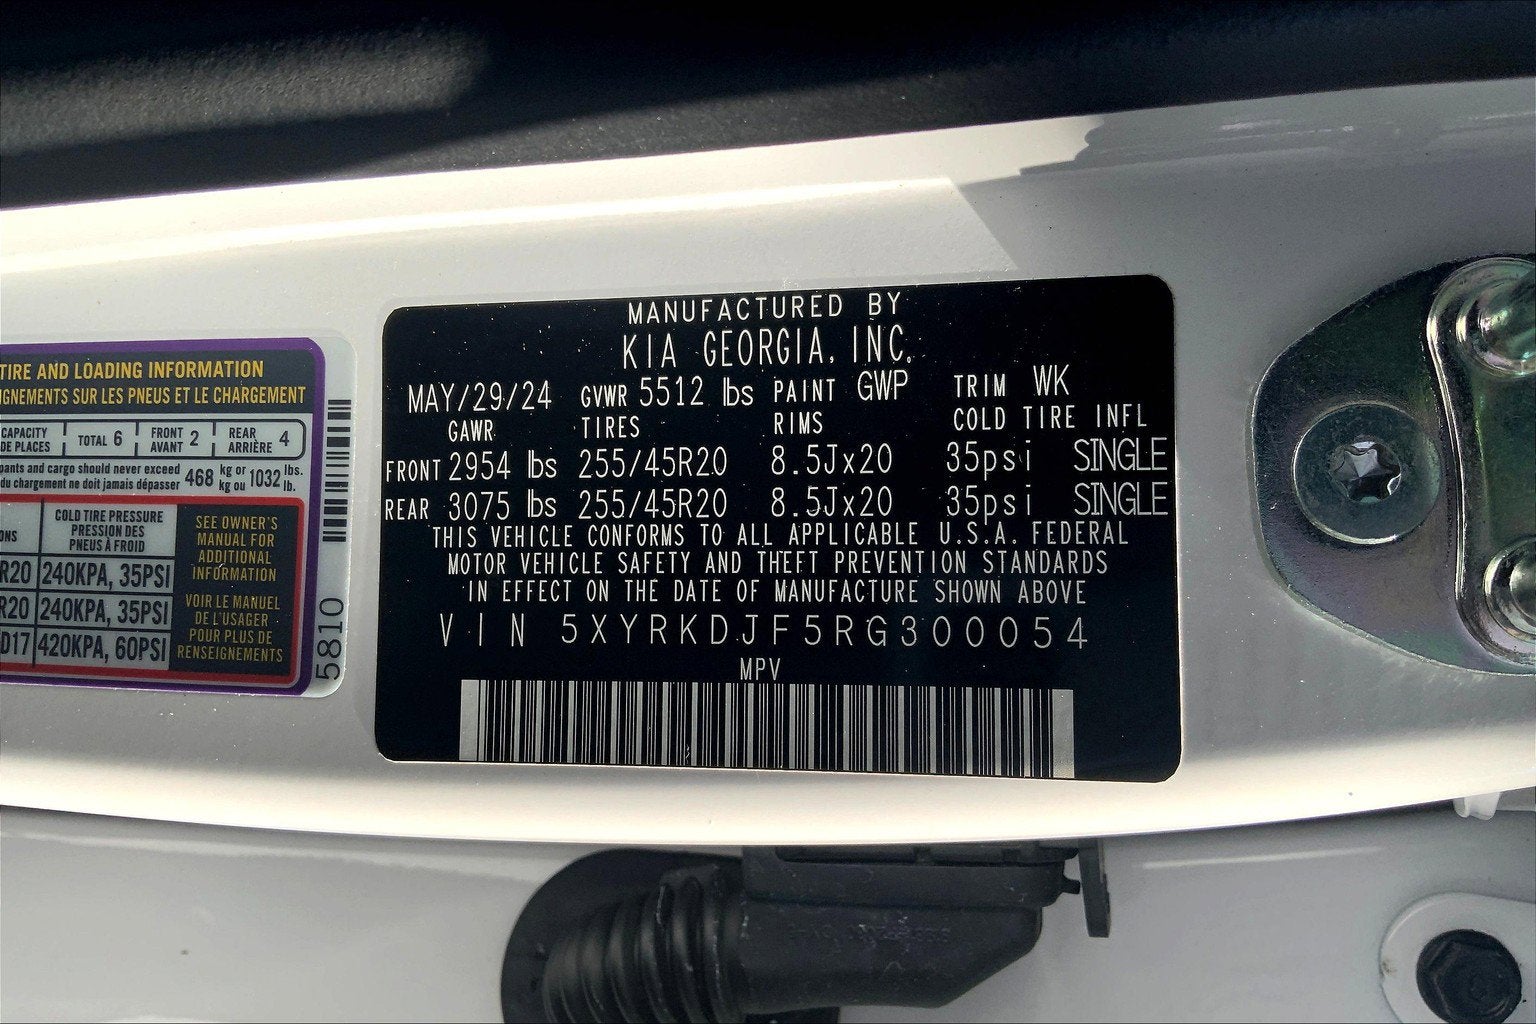 TIRE AND LOADING INFORMATION
IGNEMENTS SUR LES PNEUS ET LE CHARGEMENT
CAPACITY
DE PLACES
TOTAL 6
FRONT
AVANT 2
REAR
ARRIÈRE 4
pants and cargo should never exceed
du chargement ne doit jamais dépasser
468 kg or
kg ou
1032 lbs.
lb.
ONS
COLD TIRE PRESSURE
PRESSION DES
PNEUS À FROID
R20 240KPA, 35PSI
R20 240KPA, 35PSI
D17 420KPA, 60PSI
SEE OWNER'S
MANUAL FOR
ADDITIONAL
INFORMATION
VOIR LE MANUEL
DE L'USAGER
POUR PLUS DE
RENSEIGNEMENTS
5810
MANUFACTURED BY
KIA GEORGIA, INC.
MAY/29/24 GVWR 5512 lbs PAINT GWP TRIM WK
GAWR TIRES RIMS COLD TIRE INFL
FRONT 2954 lbs 255/45R20 8.5Jx20 35psi SINGLE
REAR 3075 lbs 255/45R20 8.5Jx20 35psi SINGLE
THIS VEHICLE CONFORMS TO ALL APPLICABLE U.S.A. FEDERAL
MOTOR VEHICLE SAFETY AND THEFT PREVENTION STANDARDS
IN EFFECT ON THE DATE OF MANUFACTURE SHOWN ABOVE
VIN 5XYRKDJF5RG300054
MPV